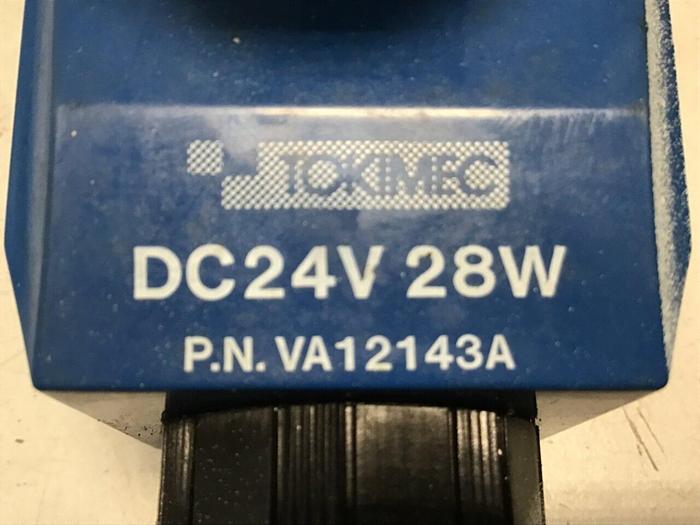 TOKIMEC
DC24V 28W
P.N. VA12143A